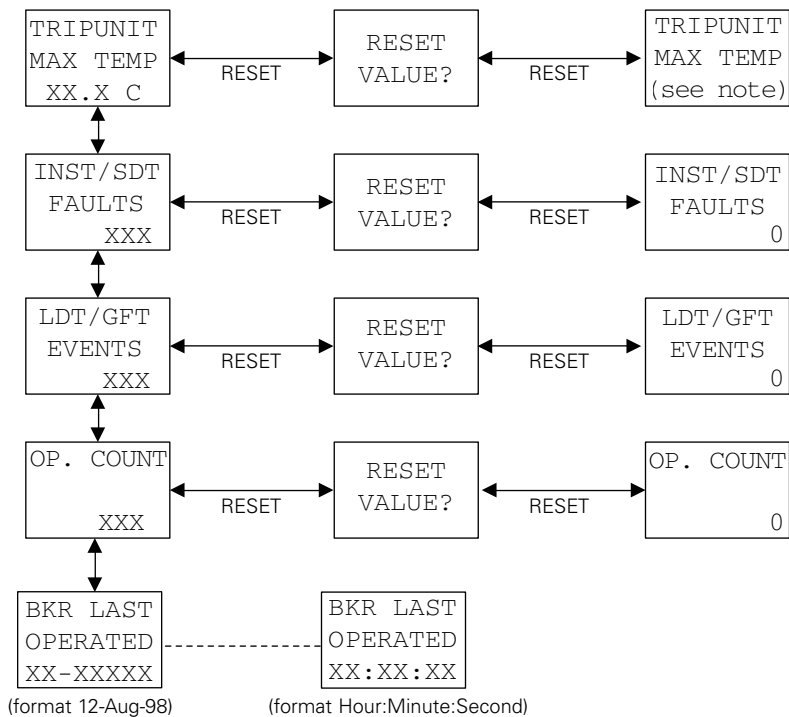 TRIPUNIT
MAX TEMP
XX.X C
RESET
RESET
VALUE?
RESET
TRIPUNIT
MAX TEMP
(see note)
INST/SDT
FAULTS
XXX
RESET
RESET
VALUE?
RESET
INST/SDT
FAULTS
0
LDT/GFT
EVENTS
XXX
RESET
RESET
VALUE?
RESET
LDT/GFT
EVENTS
0
OP. COUNT
XXX
RESET
RESET
VALUE?
RESET
OP. COUNT
0
BKR LAST
OPERATED
XX-XXXXX
(format 12-Aug-98)
BKR LAST
OPERATED
XX:XX:XX
(format Hour:Minute:Second)